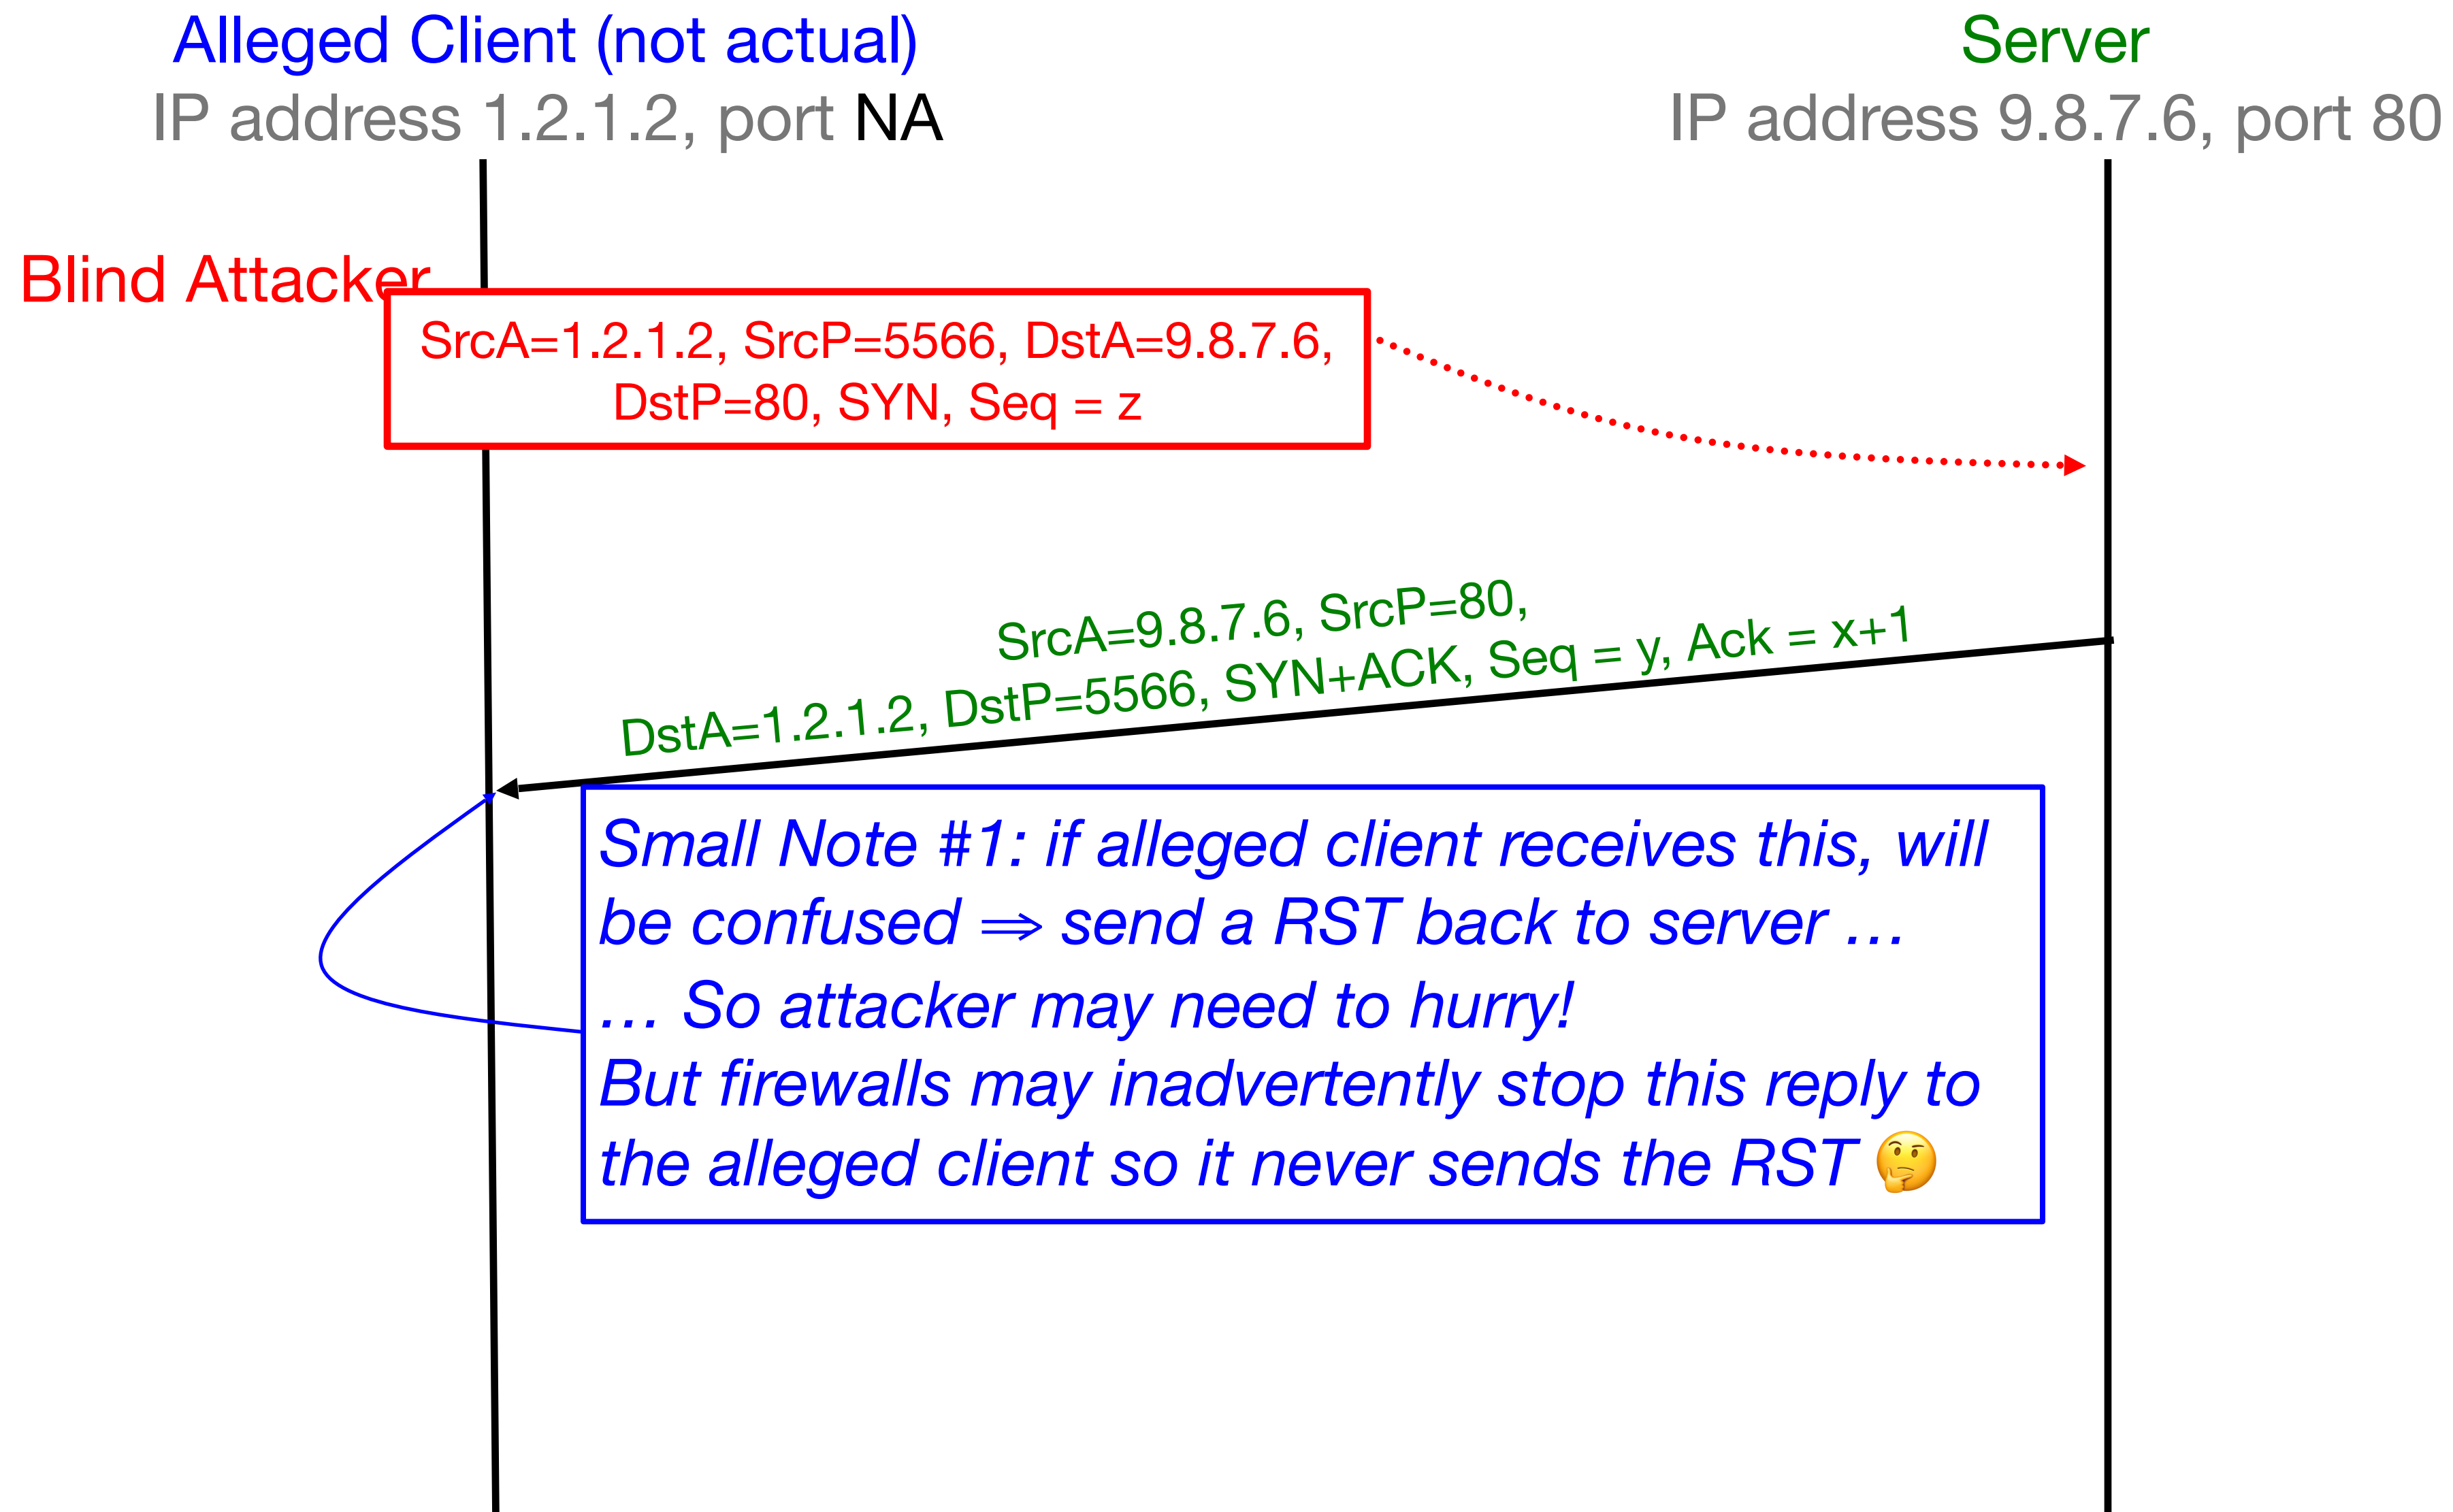 Alleged Client (not actual)
IP address 1.2.1.2, port NA
Server
IP address 9.8.7.6, port 80
Blind Attacker
SrcA=1.2.1.2, SrcP=5566, DstA=9.8.7.6,
DstP=80, SYN, Seq = z
SrcA=9.8.7.6, SrcP=80,
DstA=1.2.1.2, DstP=5566, SYN+ACK, Seq = y, Ack = x+1
Small Note #1: if alleged client receives this, will
be confused ⇒ send a RST back to server …
… So attacker may need to hurry!
But firewalls may inadvertently stop this reply to
the alleged client so it never sends the RST 🤔